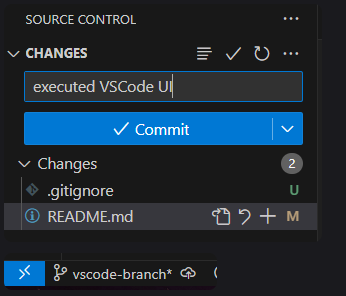 SOURCE CONTROL
CHANGES
executed VSCode UI
Commit
Changes 2
.gitignore U
README.md M
vscode-branch*